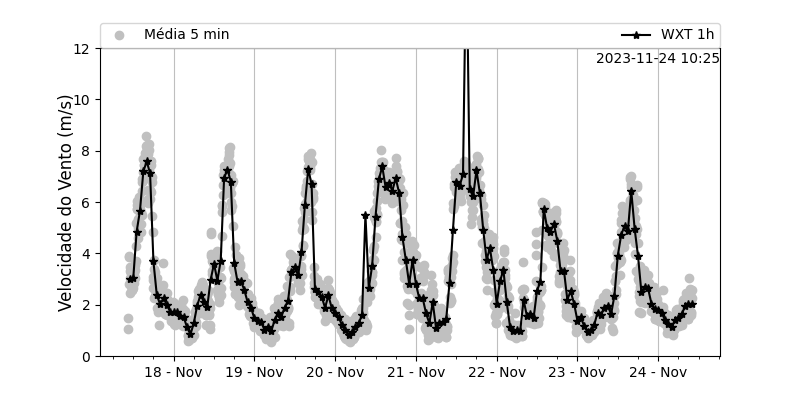 Média 5 min
WXT 1h
2023-11-24 10:25
Velocidade do Vento (m/s)
12
10
8
6
4
2
0
18 - Nov
19 - Nov
20 - Nov
21 - Nov
22 - Nov
23 - Nov
24 - Nov